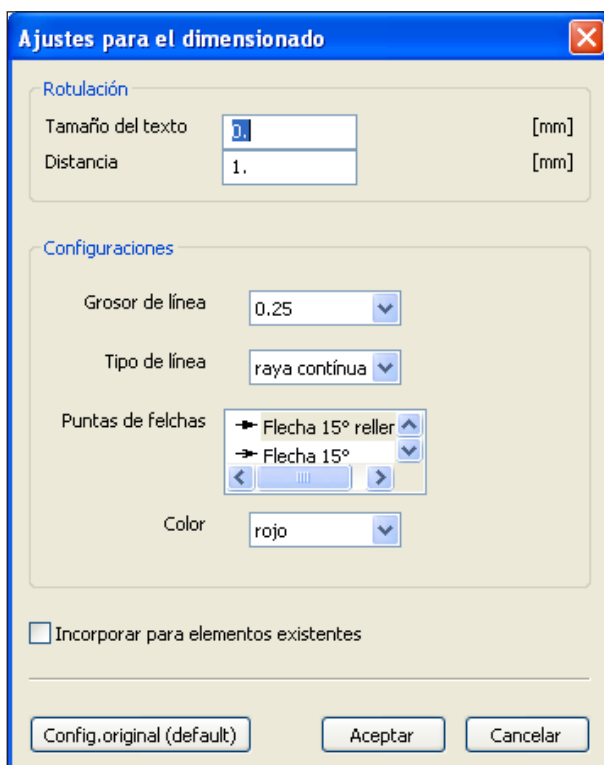 Ajustes para el dimensionado
Rotulación
Tamaño del texto 0. [mm]
Distancia 1. [mm]
Configuraciones
Grosor de línea 0.25
Tipo de línea raya contínua
Puntas de felchas Flecha 15° reller
Flecha 15°
Color rojo
Incorporar para elementos existentes
Config.original (default) Aceptar Cancelar